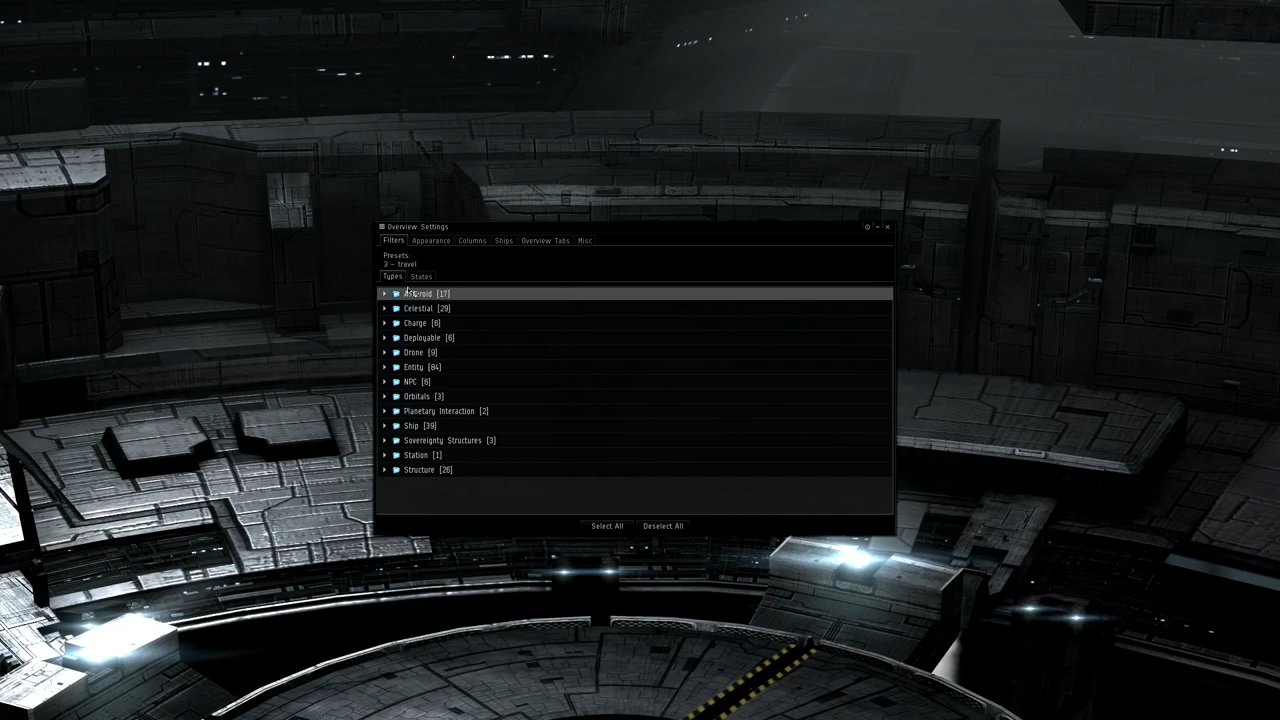 Overview Settings
Filters Appearance Columns Ships Overview Tabs Misc
Presets
3 - travel
Types States
Asteroid [17]
Celestial [29]
Charge [6]
Deployable [6]
Drone [9]
Entity [84]
NPC [6]
Orbitals [3]
Planetary Interaction [2]
Ship [39]
Sovereignty Structures [3]
Station [1]
Structure [26]
Select All Deselect All